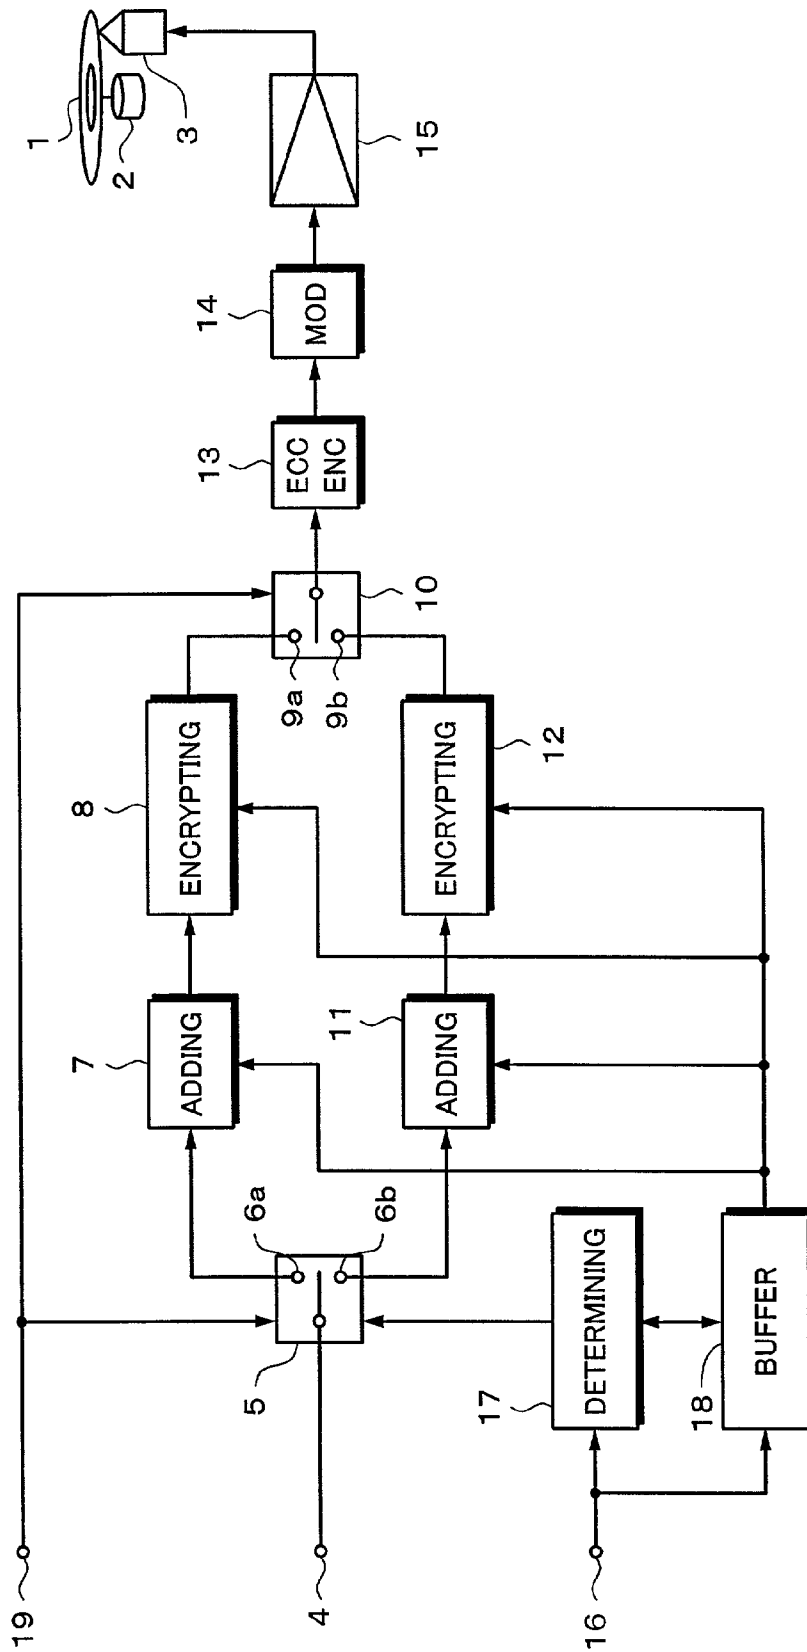 1
2
3
15
14
MOD
13
ECC
ENC
10
9a
9b
8
ENCRYPTING
12
ENCRYPTING
7
ADDING
11
ADDING
6a
6b
5
17
DETERMINING
18
BUFFER
19
4
16